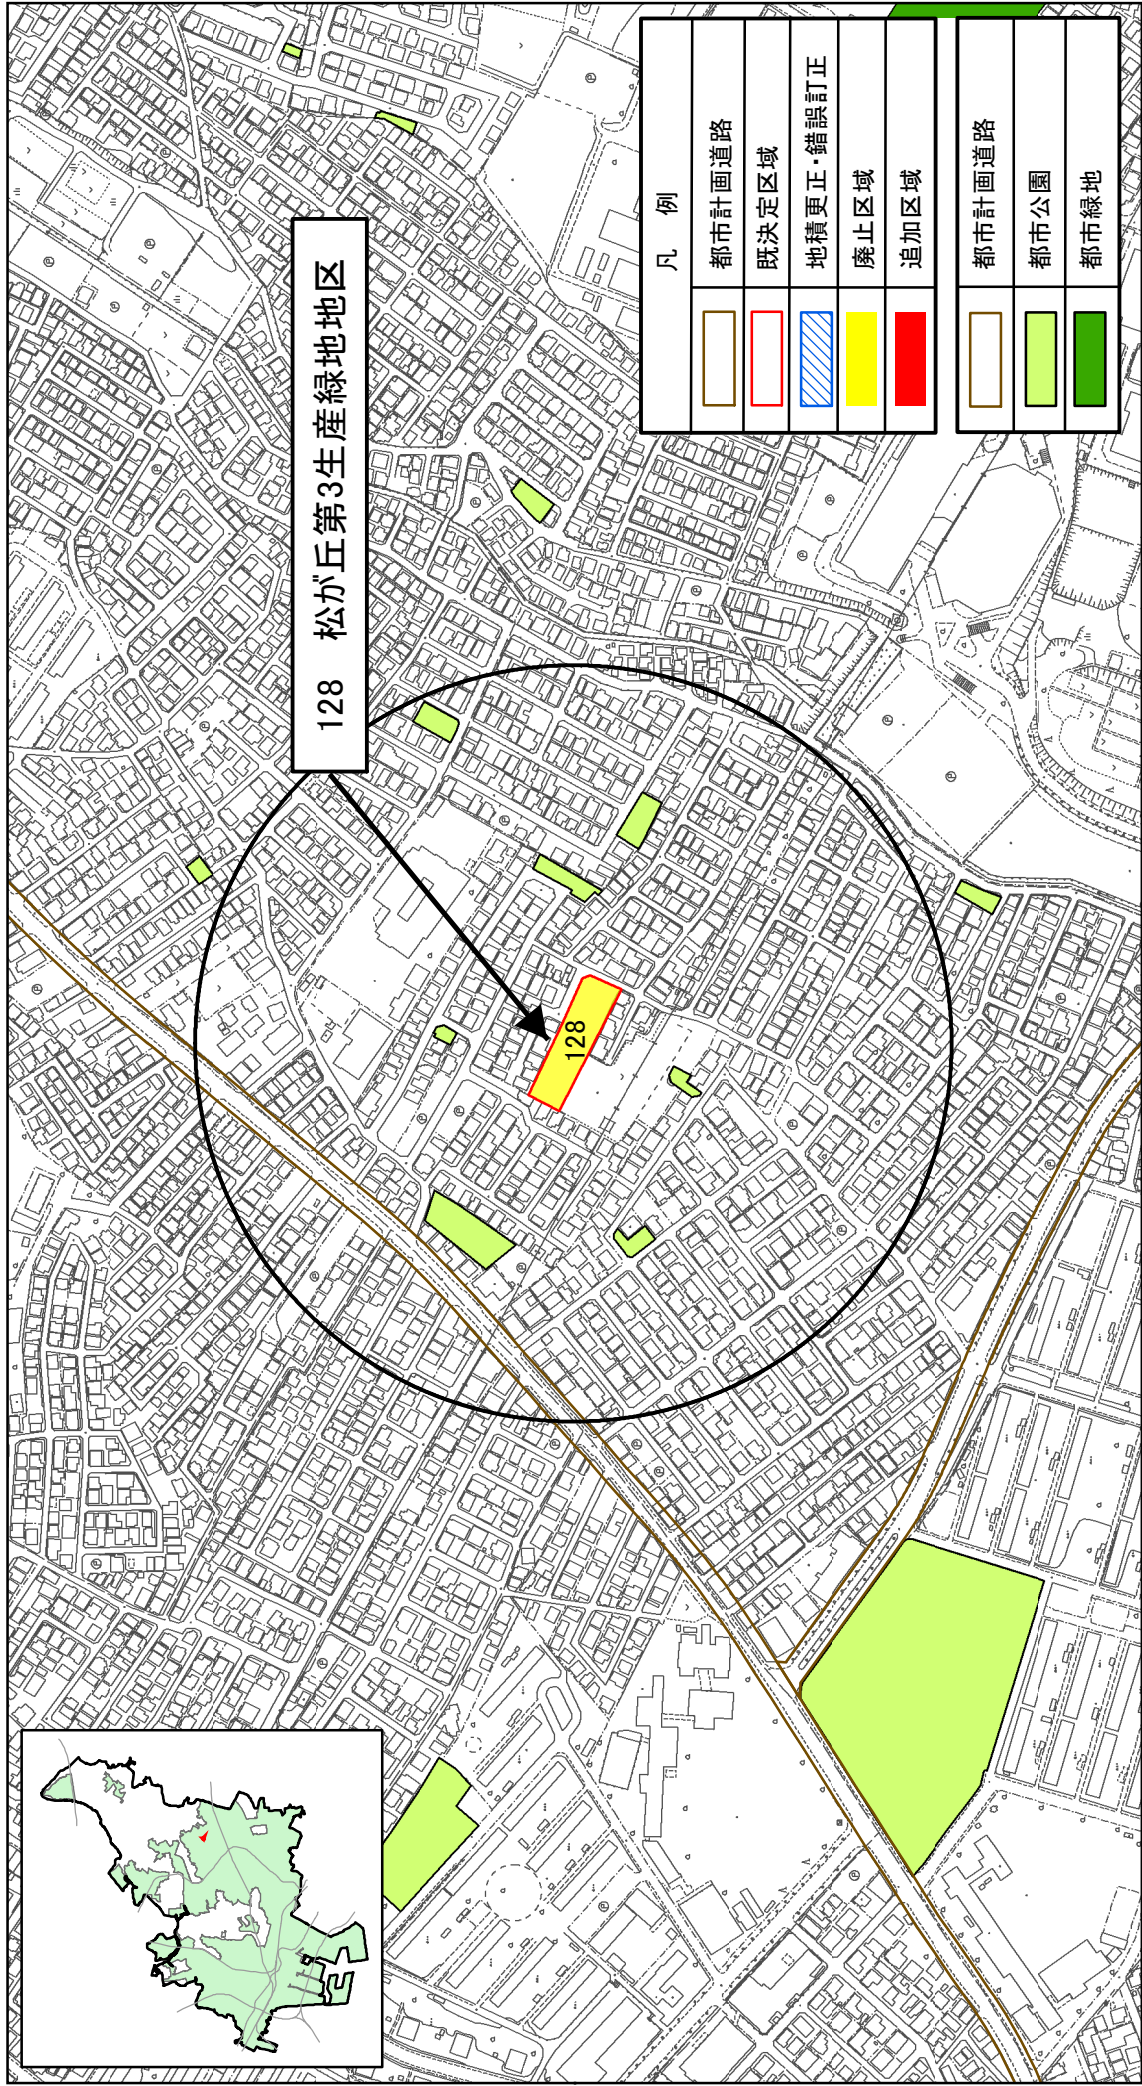 128 松が丘第3生産緑地地区
128
凡例
都市計画道路
既決定区域
地積更正・錯誤訂正
廃止区域
追加区域
都市計画道路
都市公園
都市緑地